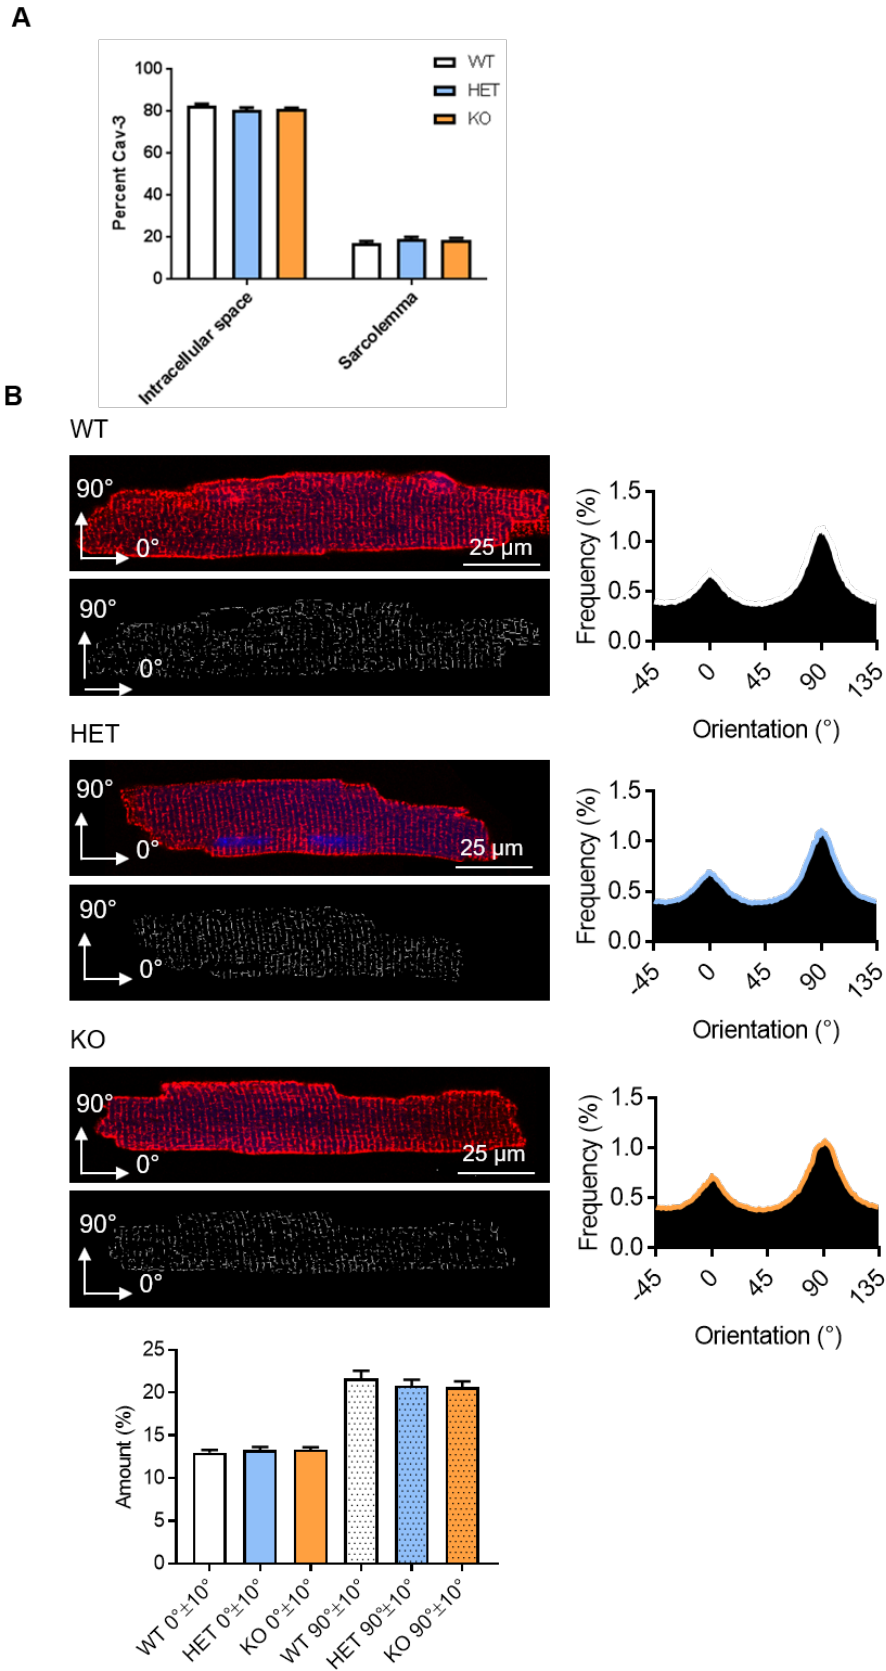 A
100
80
60
40
20
0
Percent Cav-3
WT
HET
KO
Intracellular space
Sarcolemma
B
WT
90°
0°
25 μm
90°
0°
1.5
1.0
0.5
0.0
Frequency (%)
-45
0
45
90
135
Orientation (°)
HET
90°
0°
25 μm
90°
0°
1.5
1.0
0.5
0.0
Frequency (%)
-45
0
45
90
135
Orientation (°)
KO
90°
0°
25 μm
90°
0°
1.5
1.0
0.5
0.0
Frequency (%)
-45
0
45
90
135
Orientation (°)
25
20
15
10
5
0
Amount (%)
WT 0°±10°
HET 0°±10°
KO 0°±10°
WT 90°±10°
HET 90°±10°
KO 90°±10°